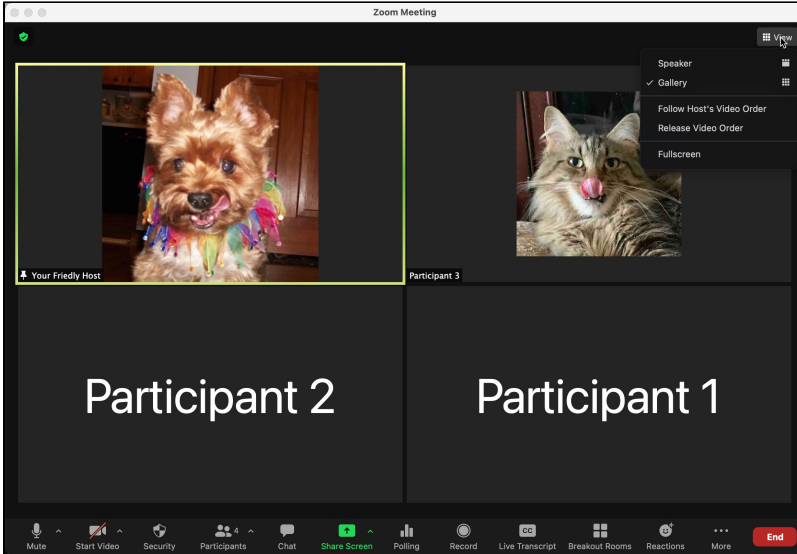 Zoom Meeting
View
Speaker
Gallery
Follow Host's Video Order
Release Video Order
Fullscreen
Your Friedly Host
Participant 3
Participant 2
Participant 1
4
CC
Mute
Start Video
Security
Participants
Chat
Share Screen
Polling
Record
Live Transcript
Breakout Rooms
Reactions
More
End